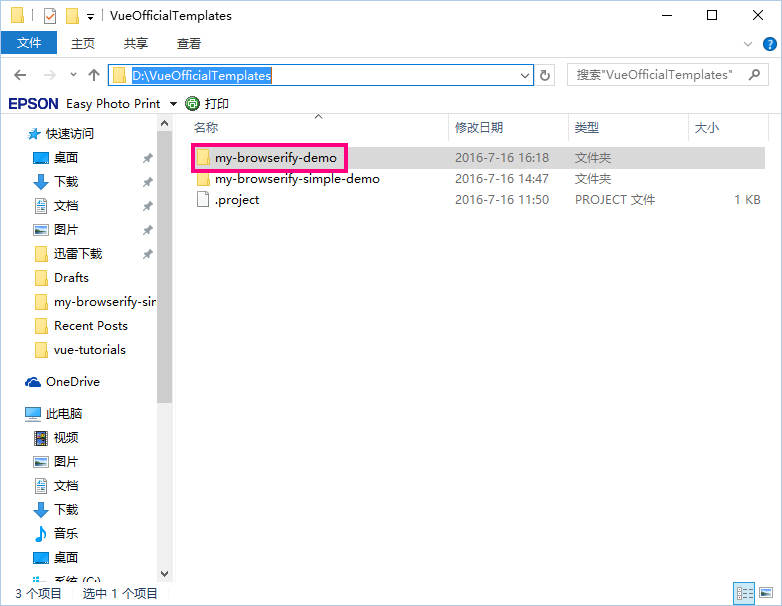 VueOfficialTemplates
文件 主页 共享 查看
D:\VueOfficialTemplates 搜索"VueOfficialTemplates"
EPSON Easy Photo Print 打印
名称 修改日期 类型 大小
my-browserify-demo 2016-7-16 16:18 文件夹
my-browserify-simple-demo 2016-7-16 14:47 文件夹
.project 2016-7-16 11:50 PROJECT 文件 1 KB
快速访问
桌面
下载
文档
图片
迅雷下载
Drafts
my-browserify-sir
Recent Posts
vue-tutorials
OneDrive
此电脑
视频
图片
文档
下载
音乐
桌面
系统 (C:)
3 个项目 选中 1 个项目